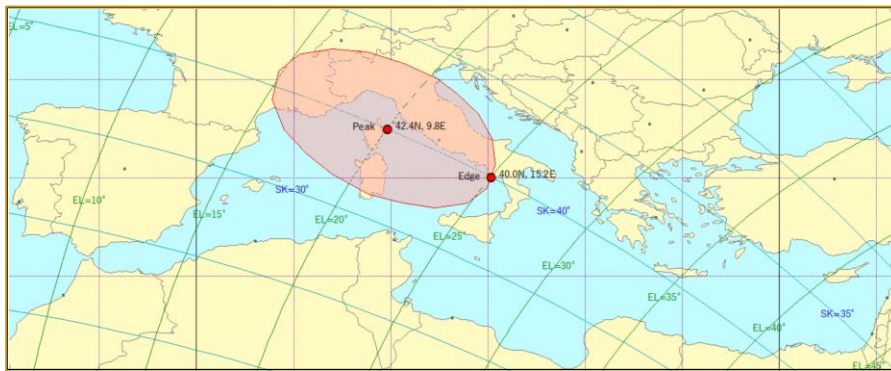 EL=5°
Peak 42.4N, 9.8E
Edge 40.0N, 15.2E
EL=10°
SK=30°
EL=15°
EL=20°
SK=40°
EL=25°
EL=30°
EL=35°
SK=35°
EL=40°
EL=45°